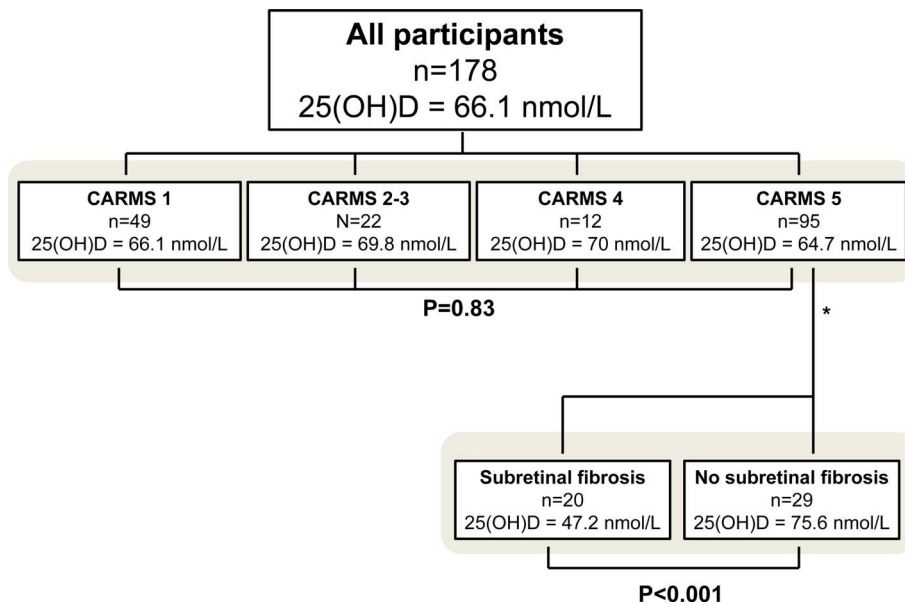 All participants
n=178
25(OH)D = 66.1 nmol/L
CARMS 1
n=49
25(OH)D = 66.1 nmol/L
CARMS 2-3
N=22
25(OH)D = 69.8 nmol/L
CARMS 4
n=12
25(OH)D = 70 nmol/L
CARMS 5
n=95
25(OH)D = 64.7 nmol/L
P=0.83
*
Subretinal fibrosis
n=20
25(OH)D = 47.2 nmol/L
No subretinal fibrosis
n=29
25(OH)D = 75.6 nmol/L
P<0.001